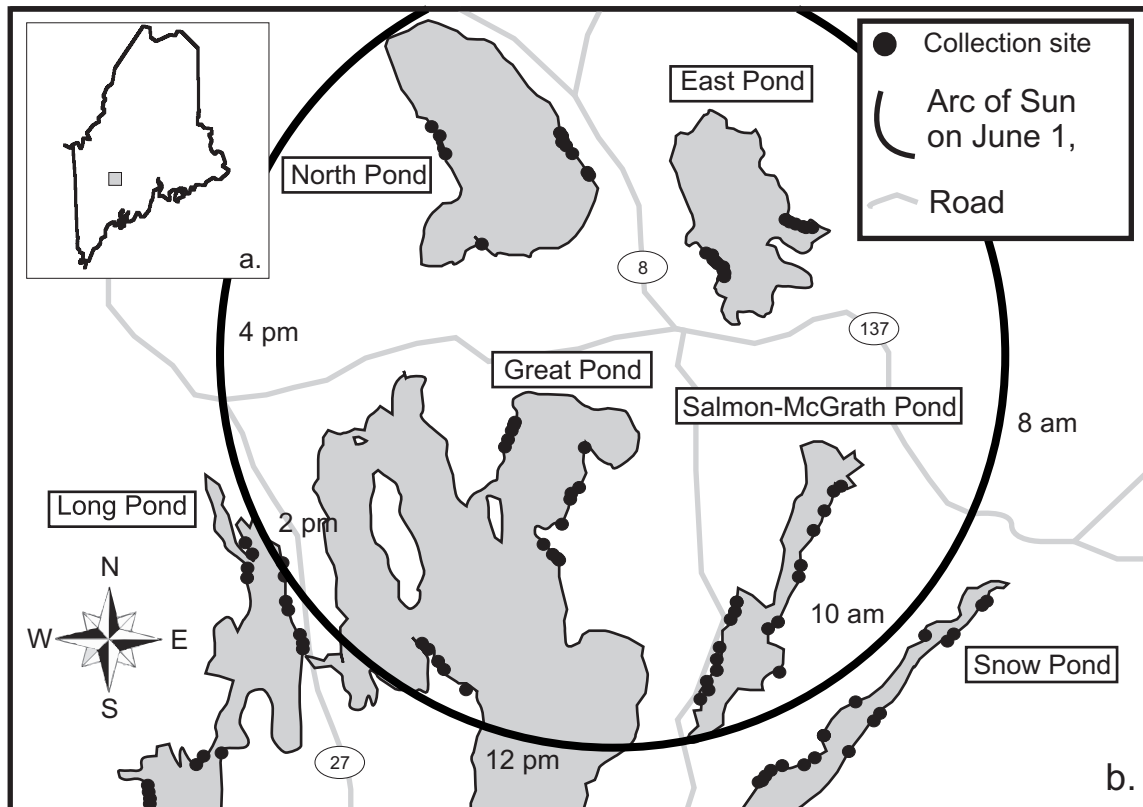 a.
North Pond
East Pond
Collection site
Arc of Sun
on June 1,
Road
8
137
4 pm
Great Pond
Salmon-McGrath Pond
8 am
Long Pond
2 pm
N
W E
S
10 am
Snow Pond
12 pm
27
b.